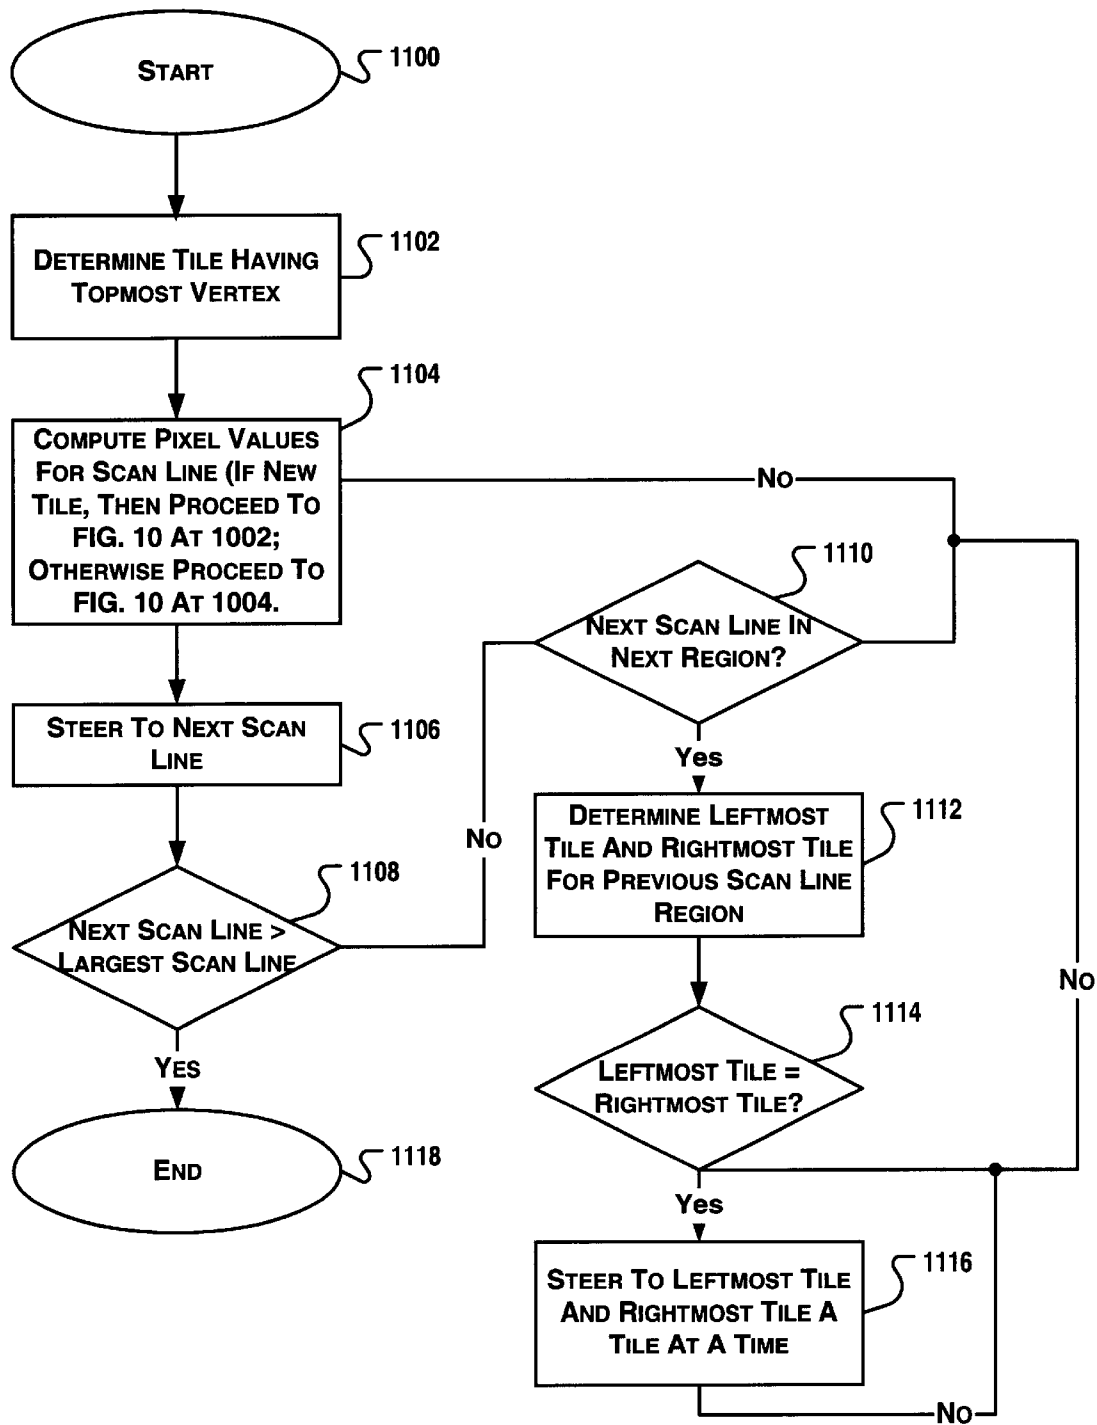 START
1100
DETERMINE TILE HAVING
TOPMOST VERTEX
1102
1104
COMPUTE PIXEL VALUES
FOR SCAN LINE (IF NEW
TILE, THEN PROCEED TO
FIG. 10 AT 1002;
OTHERWISE PROCEED TO
FIG. 10 AT 1004.
No
STEER TO NEXT SCAN
LINE
1106
1108
NEXT SCAN LINE >
LARGEST SCAN LINE
No
YES
END
1118
1110
NEXT SCAN LINE IN
NEXT REGION?
Yes
1112
DETERMINE LEFTMOST
TILE AND RIGHTMOST TILE
FOR PREVIOUS SCAN LINE
REGION
No
1114
LEFTMOST TILE =
RIGHTMOST TILE?
Yes
1116
STEER TO LEFTMOST TILE
AND RIGHTMOST TILE A
TILE AT A TIME
No